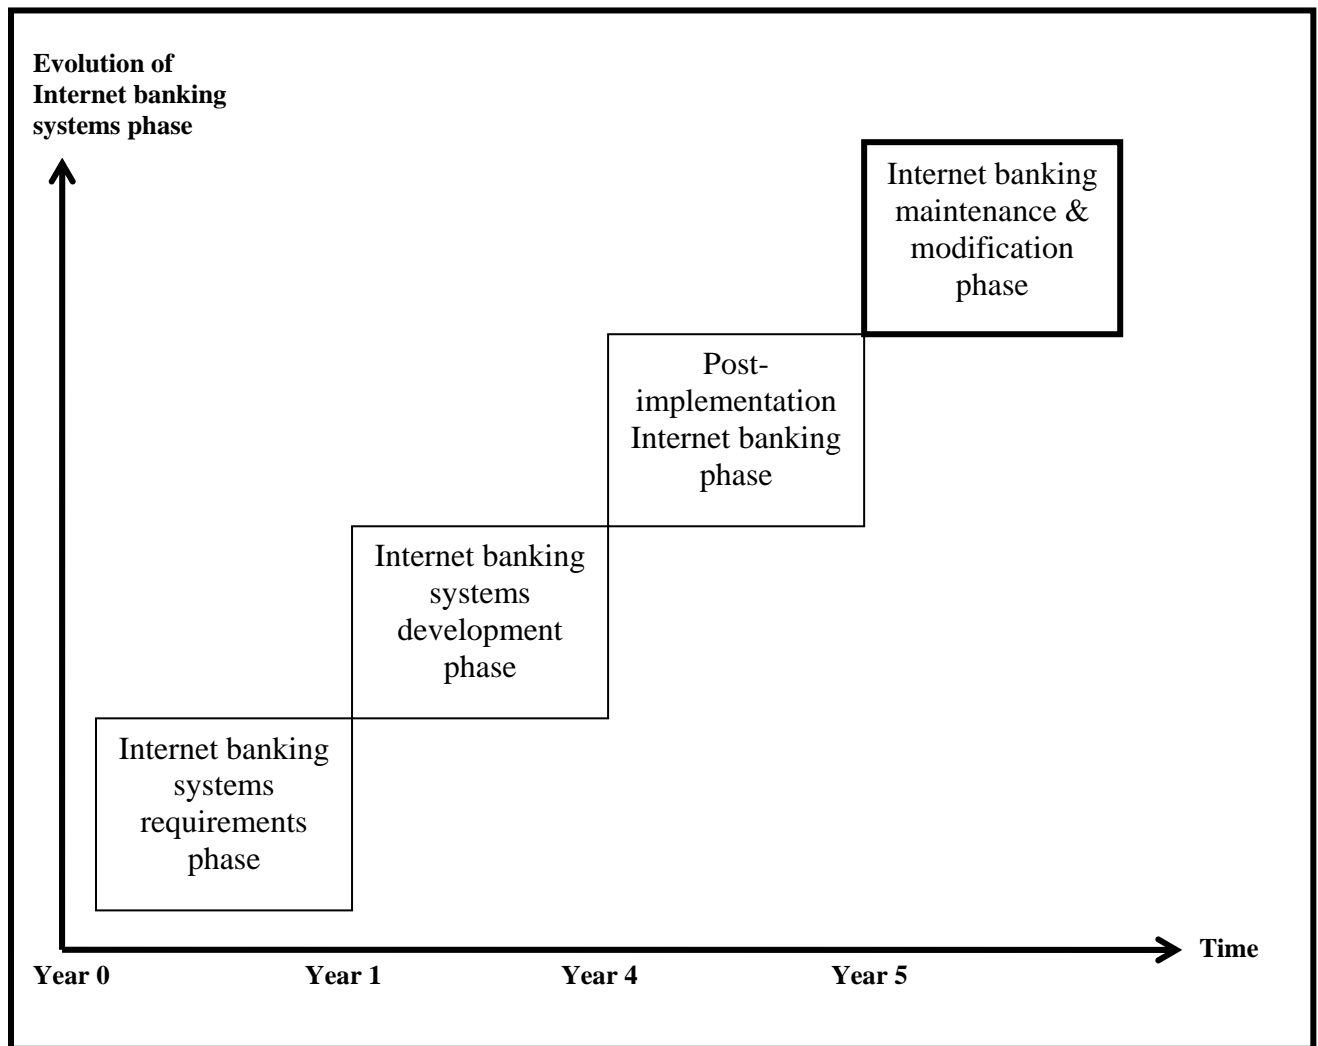 Evolution of
Internet banking
systems phase
Internet banking
maintenance &
modification
phase
Post-
implementation
Internet banking
phase
Internet banking
systems
development
phase
Internet banking
systems
requirements
phase
Time
Year 0
Year 1
Year 4
Year 5